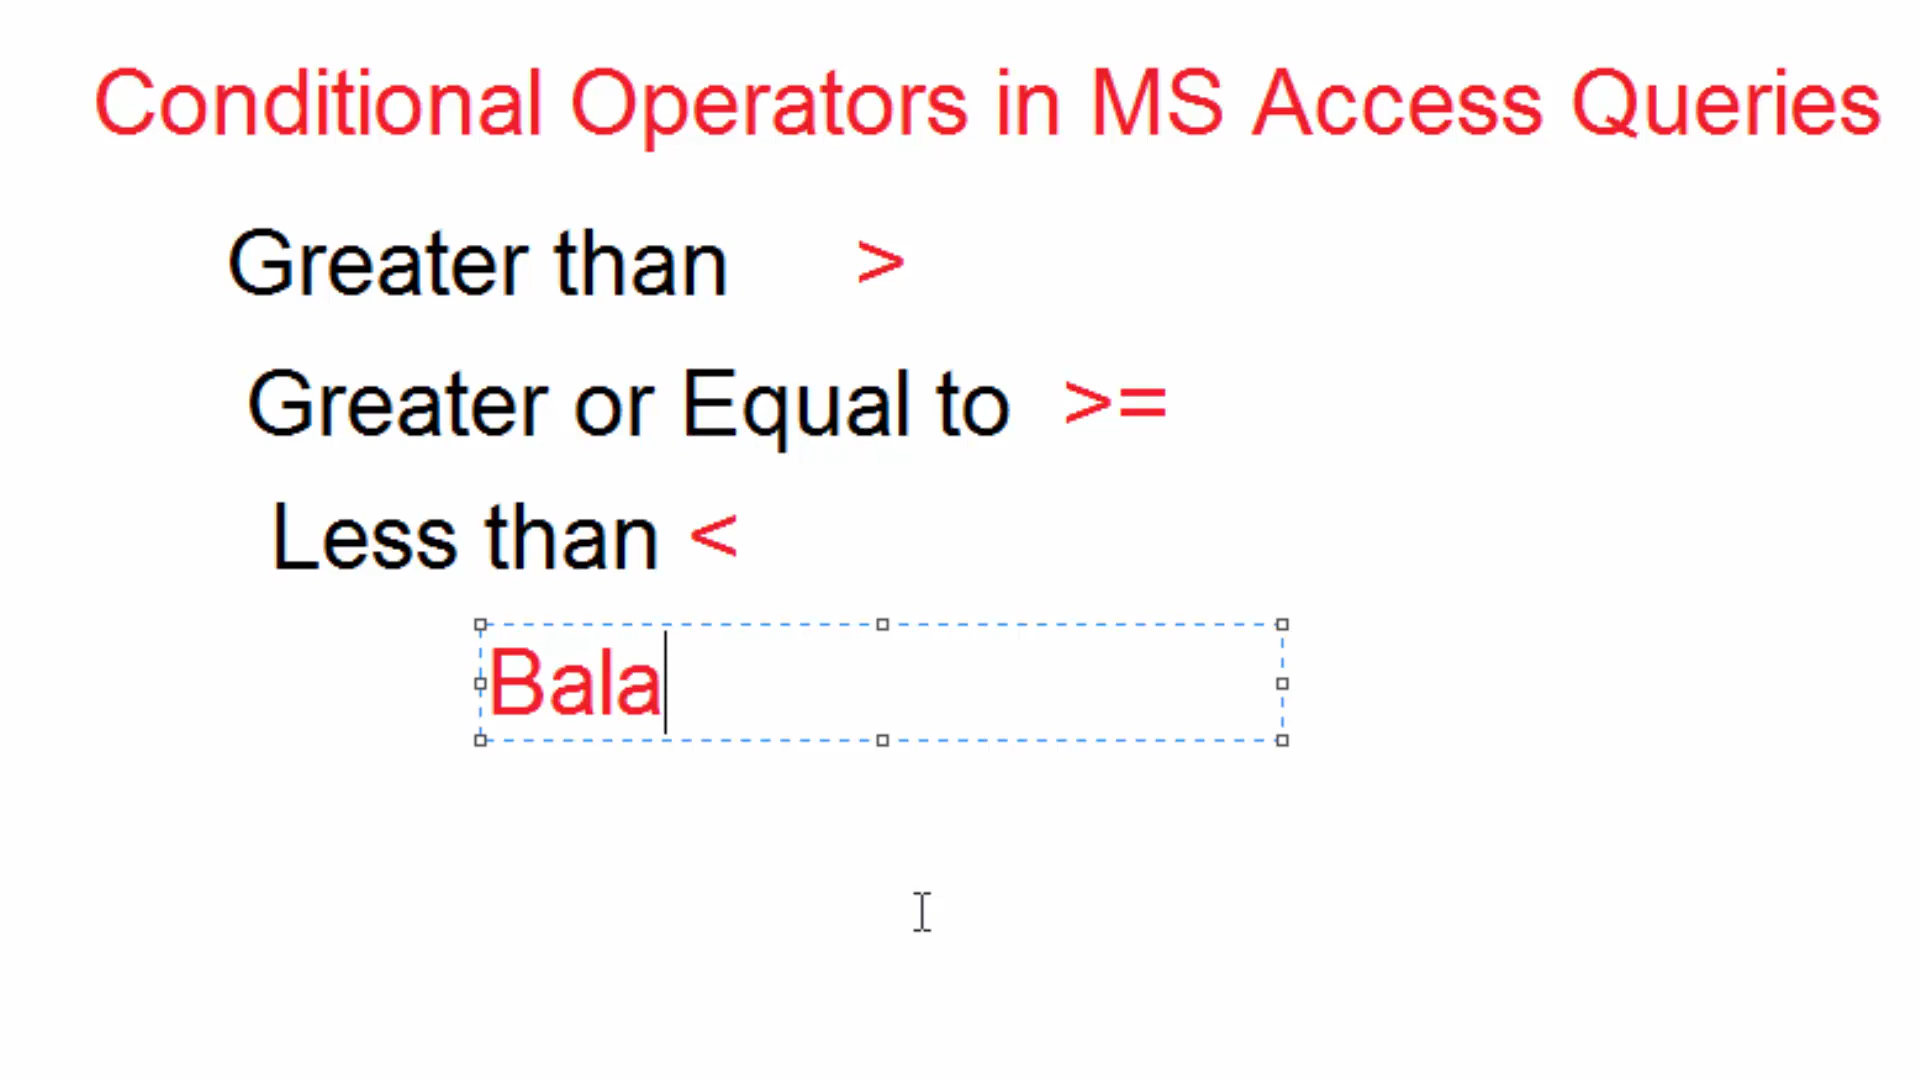 Conditional Operators in MS Access Queries
Greater than >
Greater or Equal to >=
Less than <
Bala